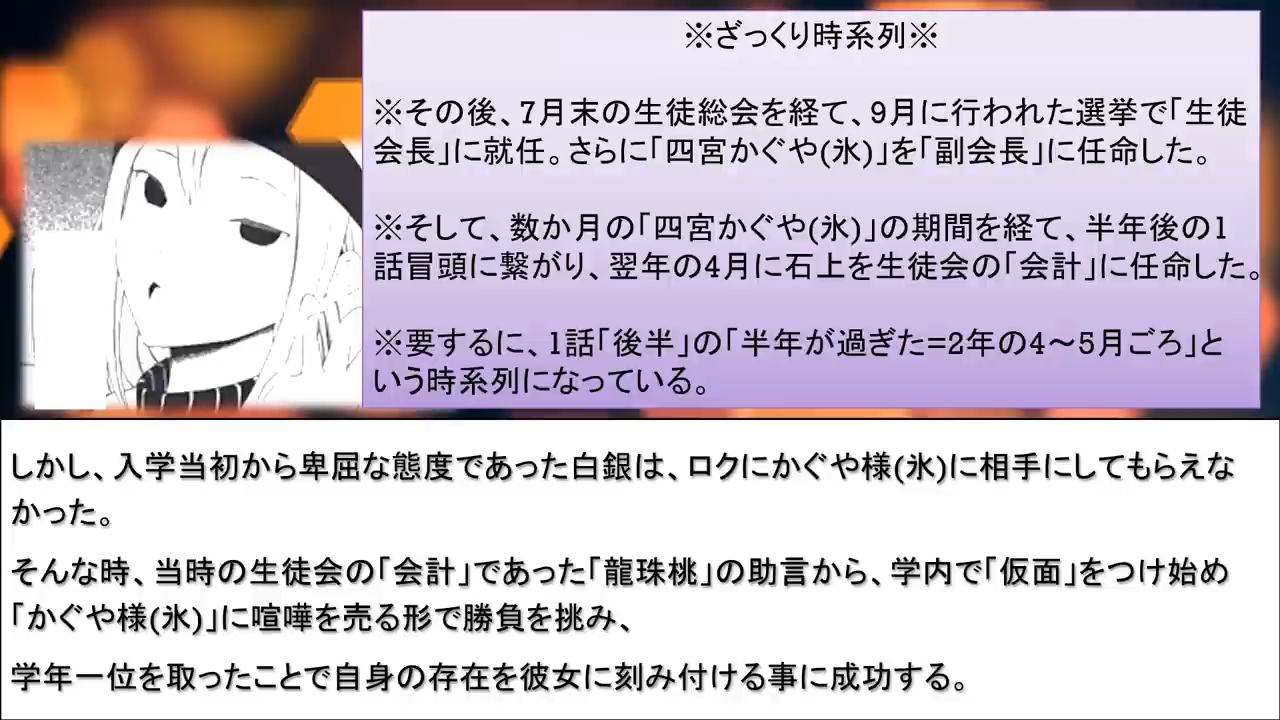 ※ざっくり時系列※
※その後、7月末の生徒総会を経て、9月に行われた選挙で「生徒
会長」に就任。さらに「四宮かぐや(氷)」を「副会長」に任命した。
※そして、数か月の「四宮かぐや(氷)」の期間を経て、半年後の1
話冒頭に繋がり、翌年の4月に石上を生徒会の「会計」に任命した。
※要するに、1話「後半」の「半年が過ぎた=2年の4～5月ごろ」と
いう時系列になっている。
しかし、入学当初から卑屈な態度であった白銀は、ロクにかぐや様(氷)に相手にしてもらえな
かった。
そんな時、当時の生徒会の「会計」であった「龍珠桃」の助言から、学内で「仮面」をつけ始め
「かぐや様(氷)」に喧嘩を売る形で勝負を挑み、
学年一位を取ったことで自身の存在を彼女に刻み付ける事に成功する。